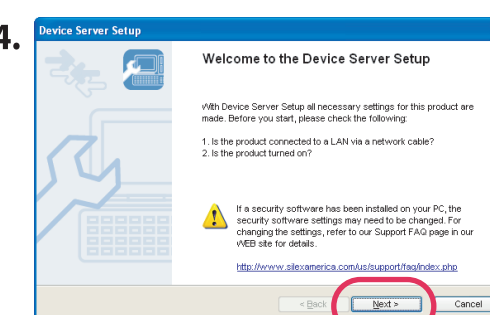 4.
Device Server Setup
Welcome to the Device Server Setup
With Device Server Setup all necessary settings for this product are
made. Before you start, please check the following:
1. Is the product connected to a LAN via a network cable?
2. Is the product turned on?
If a security software has been installed on your PC, the
security software settings may need to be changed. For
changing the settings, refer to our Support FAQ page in our
WEB site for details.
http://www.silexamerica.com/us/support/faq/index.php
< Back
Next >
Cancel